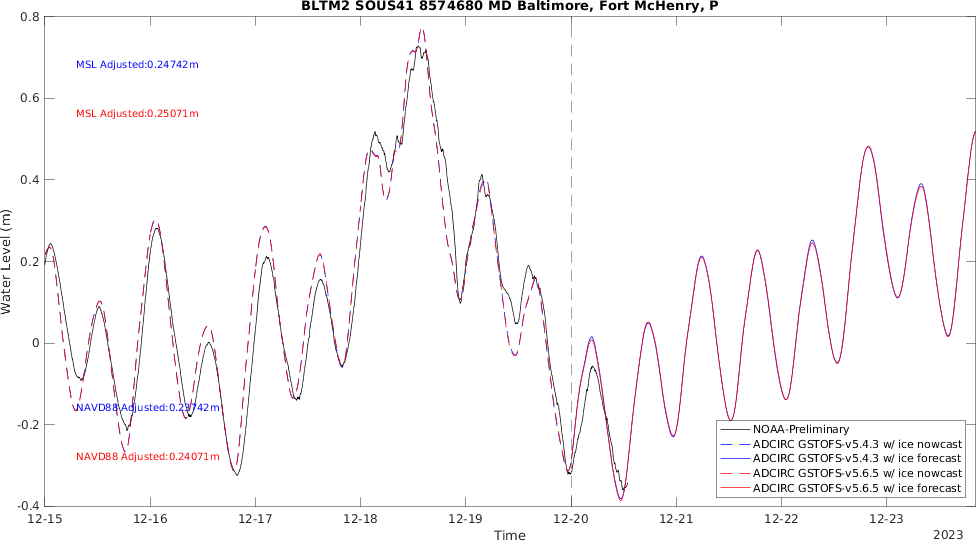 BLTM2 SOUS41 8574680 MD Baltimore, Fort McHenry, P
Water Level (m)
0.8
0.6
0.4
0.2
0
-0.2
-0.4
MSL Adjusted:0.24742m
MSL Adjusted:0.25071m
NAVD88 Adjusted:0.23742m
NAVD88 Adjusted:0.24071m
NOAA-Preliminary
ADCIRC GSTOFS-v5.4.3 w/ ice nowcast
ADCIRC GSTOFS-v5.4.3 w/ ice forecast
ADCIRC GSTOFS-v5.6.5 w/ ice nowcast
ADCIRC GSTOFS-v5.6.5 w/ ice forecast
12-15 12-16 12-17 12-18 12-19 12-20 12-21 12-22 12-23
Time
2023